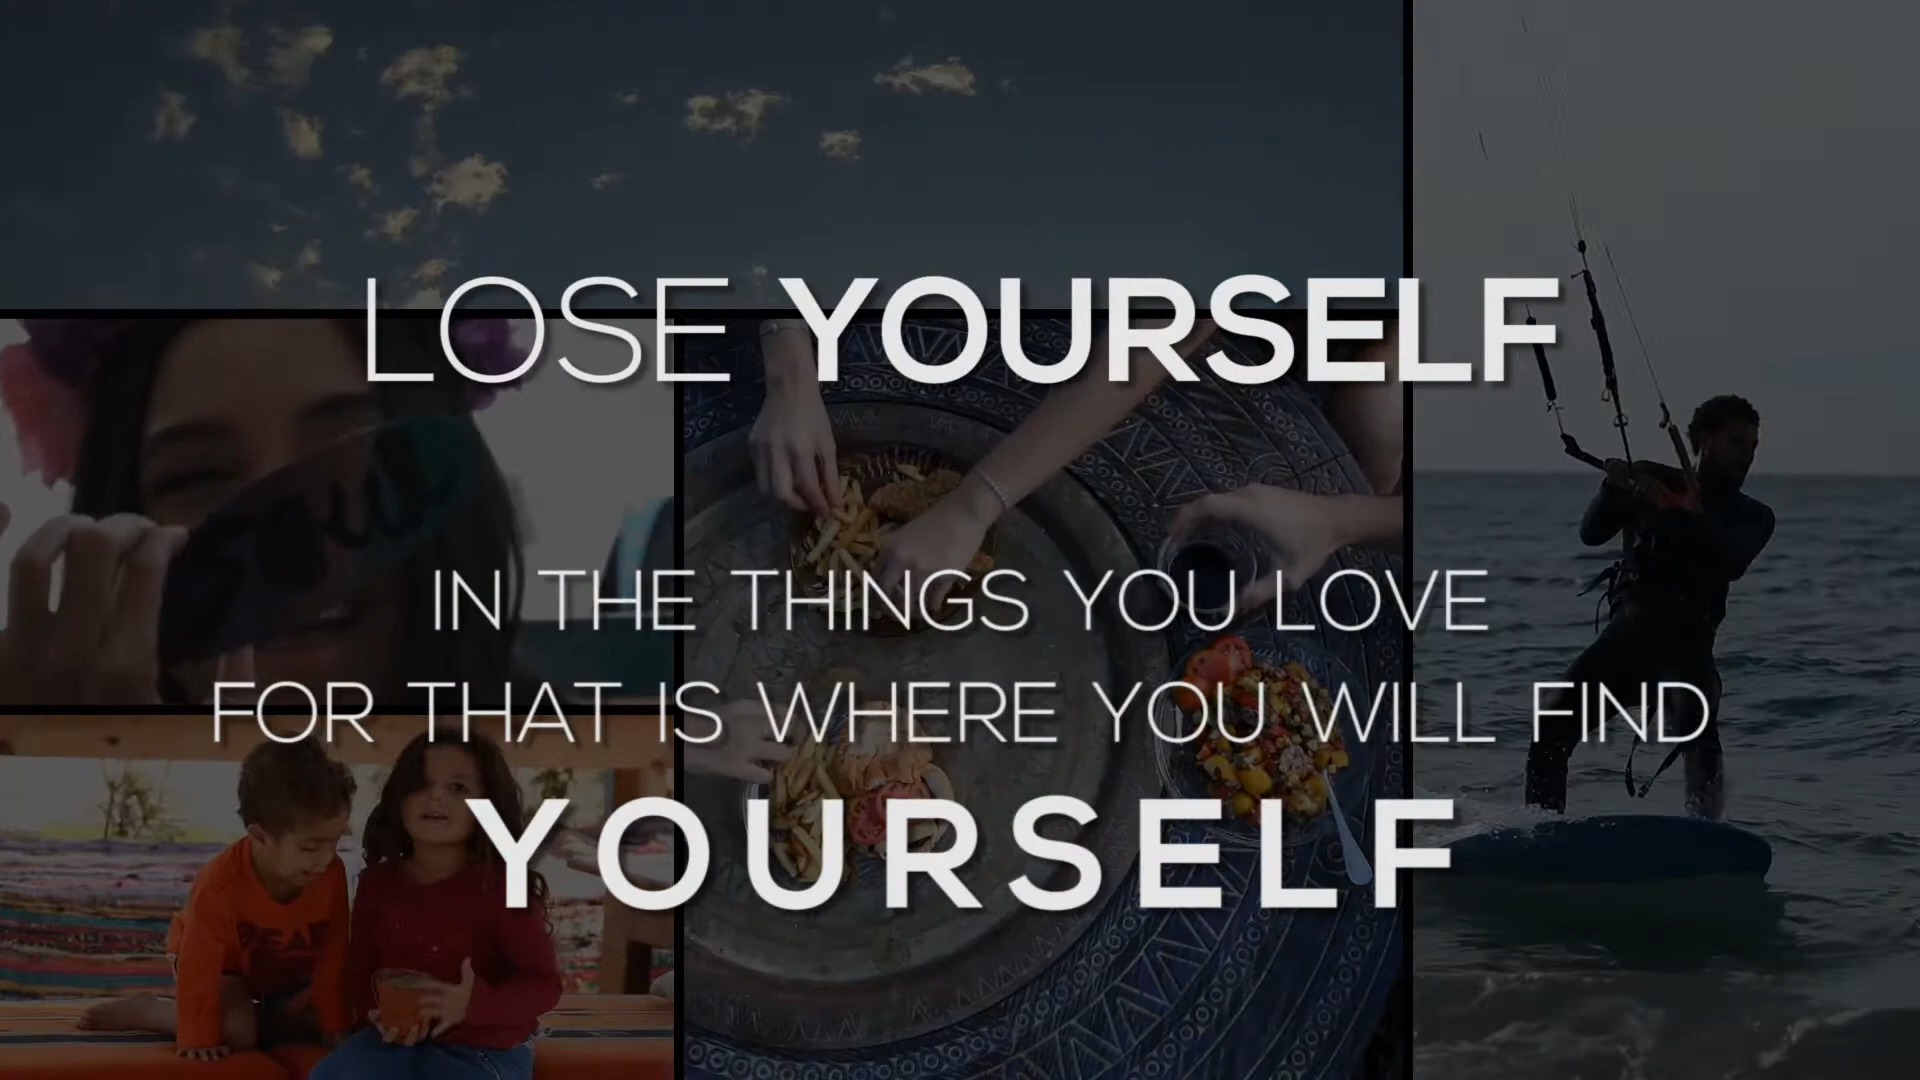 LOSE YOURSELF
IN THE THINGS YOU LOVE
FOR THAT IS WHERE YOU WILL FIND
YOURSELF